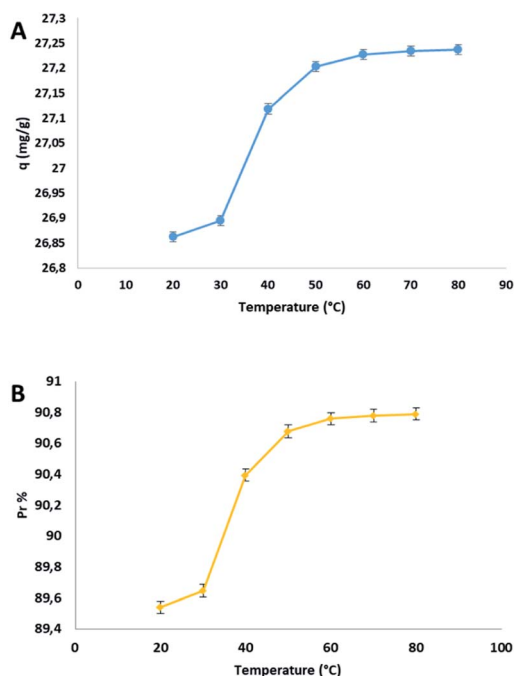 A
27,3
27,25
27,2
27,15
27,1
27,05
27
26,95
26,9
26,85
26,8
q (mg/g)
0 10 20 30 40 50 60 70 80 90
Temperature (°C)
B
91
90,8
90,6
90,4
90,2
90
89,8
89,6
89,4
Pr %
0 20 40 60 80 100
Temperature (°C)